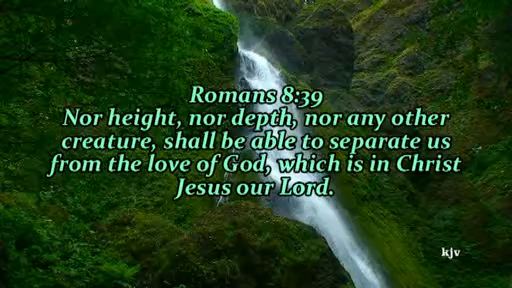 Romans 8:39
Nor height, nor depth, nor any other
creature, shall be able to separate us
from the love of God, which is in Christ
Jesus our Lord.
kjv